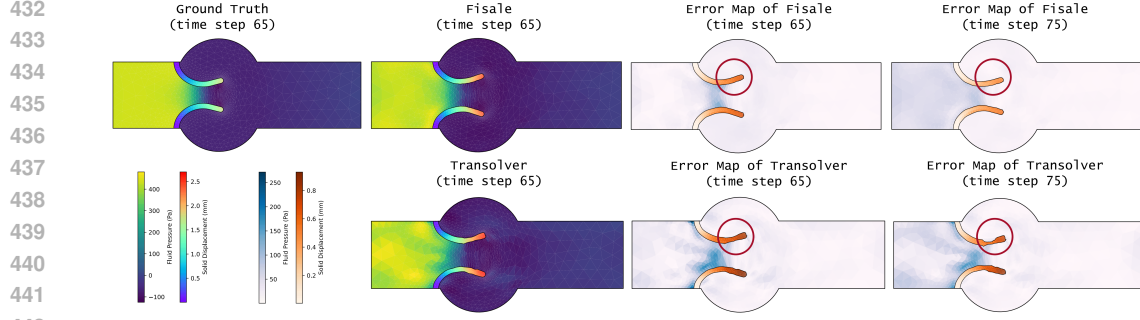 432
433
434
435
436
437
438
439
440
441
Ground Truth
(time step 65)
Fisale
(time step 65)
Error Map of Fisale
(time step 65)
Error Map of Fisale
(time step 75)
Transolver
(time step 65)
Error Map of Transolver
(time step 65)
Error Map of Transolver
(time step 75)
400
300
200
100
0
−100
Fluid Pressure (Pa)
2.5
2.0
1.5
1.0
0.5
Solid Displacement (mm)
250
200
150
100
50
0
Fluid Pressure (Pa)
0.8
0.6
0.4
0.2
Solid Displacement (mm)